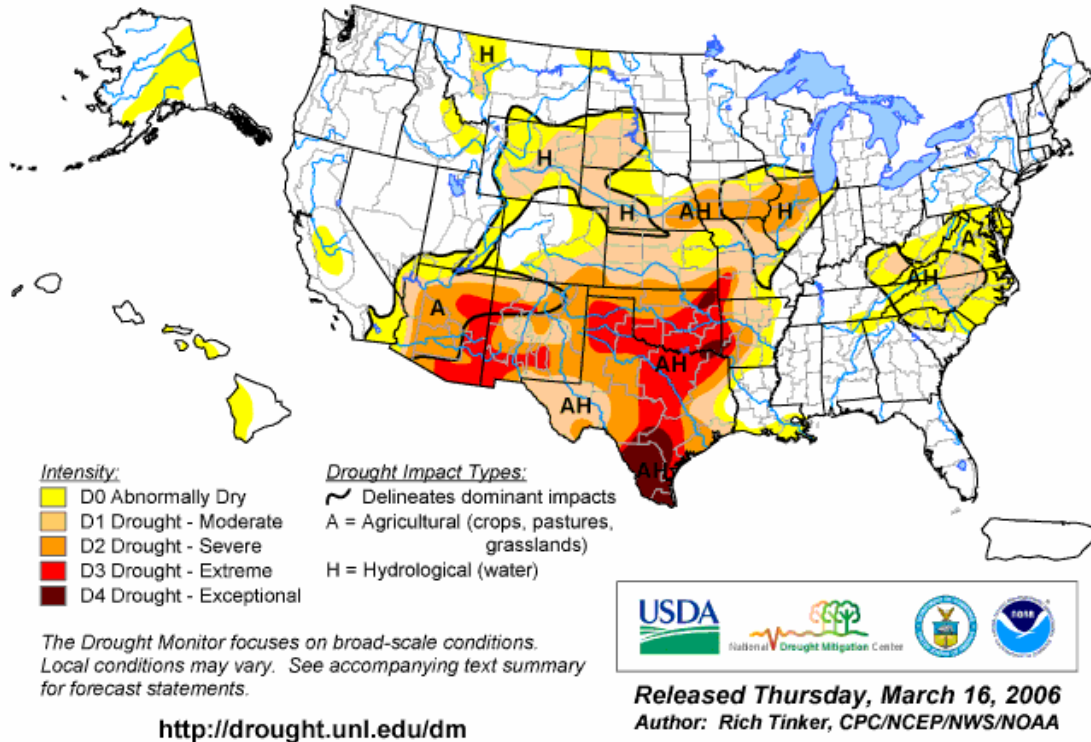 H
H
H
AH
H
A
AH
A
AH
AH
AH
Intensity:
D0 Abnormally Dry
D1 Drought - Moderate
D2 Drought - Severe
D3 Drought - Extreme
D4 Drought - Exceptional
Drought Impact Types:
Delineates dominant impacts
A = Agricultural (crops, pastures,
grasslands)
H = Hydrological (water)
The Drought Monitor focuses on broad-scale conditions.
Local conditions may vary. See accompanying text summary
for forecast statements.
http://drought.unl.edu/dm
USDA
National Drought Mitigation Center
NOAA
Released Thursday, March 16, 2006
Author: Rich Tinker, CPC/NCEP/NWS/NOAA